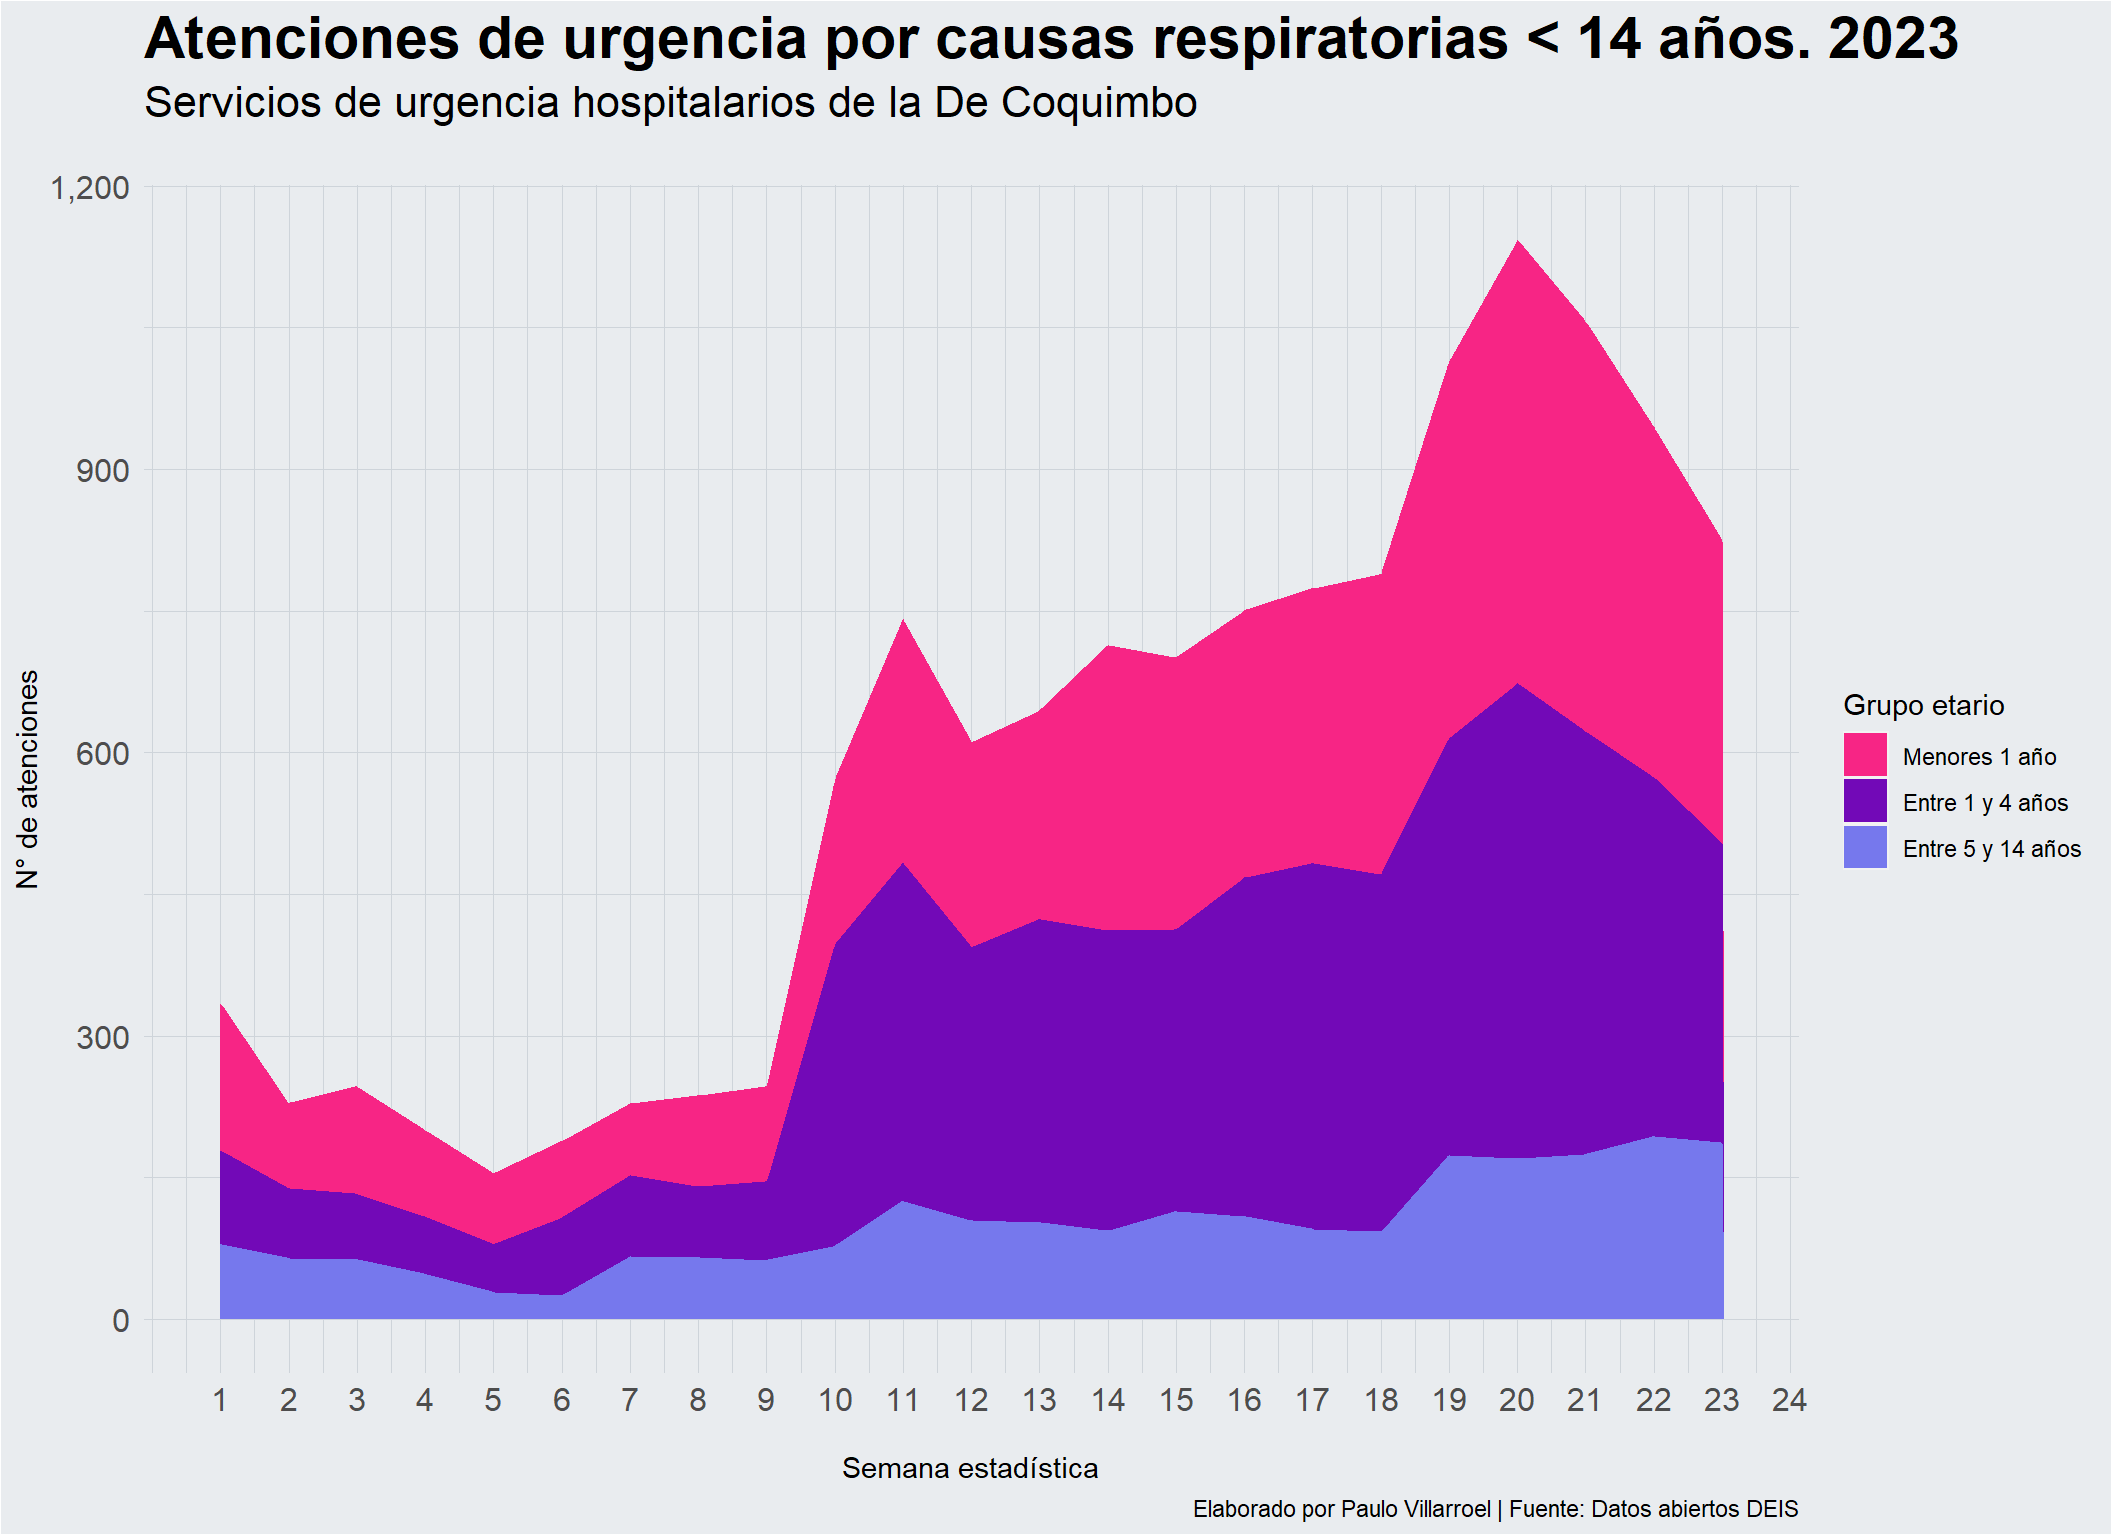 Atenciones de urgencia por causas respiratorias < 14 años. 2023
Servicios de urgencia hospitalarios de la De Coquimbo
1,200
900
600
300
0
N° de atenciones
Grupo etario
Menores 1 año
Entre 1 y 4 años
Entre 5 y 14 años
1 2 3 4 5 6 7 8 9 10 11 12 13 14 15 16 17 18 19 20 21 22 23 24
Semana estadística
Elaborado por Paulo Villarroel | Fuente: Datos abiertos DEIS